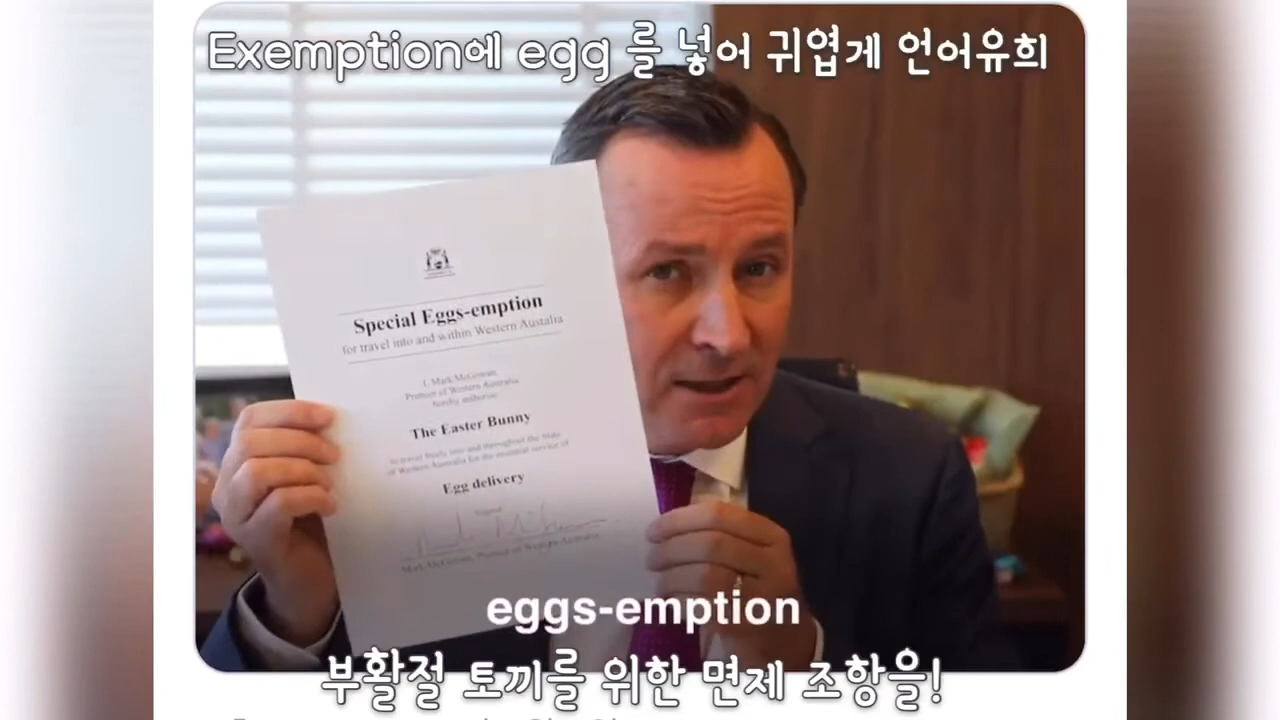 Exemption에 egg 를 넣어 귀엽게 언어유희
Special Eggs-emption
for travel into and within Western Austalia
I, Mark McGowan,
Premier of Western Australia,
hereby authorise
The Easter Bunny
to travel freely into and throughout the State
of Western Australia for the essential service of
Egg delivery
Signed
Mark McGowan, Premier of Western Australia
eggs-emption
부활절 토끼를 위한 면제 조항을!